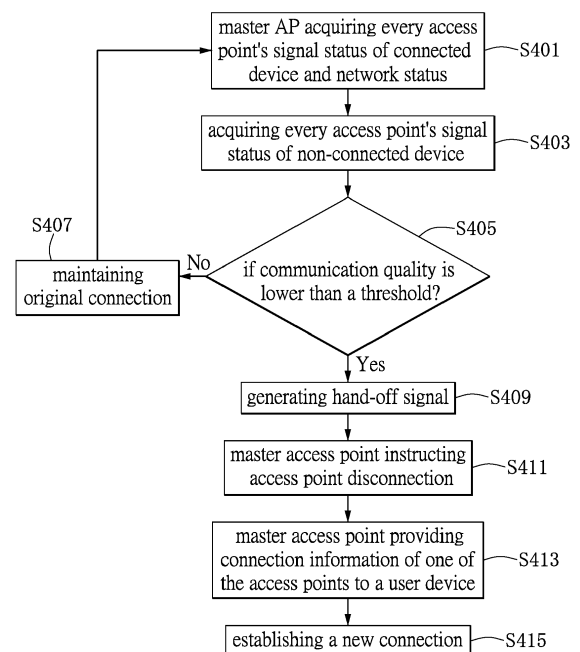 master AP acquiring every access
point's signal status of connected
device and network status
S401
acquiring every access point's signal
status of non-connected device
S403
S405
if communication quality is
lower than a threshold?
S407
No
maintaining
original connection
Yes
generating hand-off signal
S409
master access point instructing
access point disconnection
S411
master access point providing
connection information of one of
the access points to a user device
S413
establishing a new connection
S415